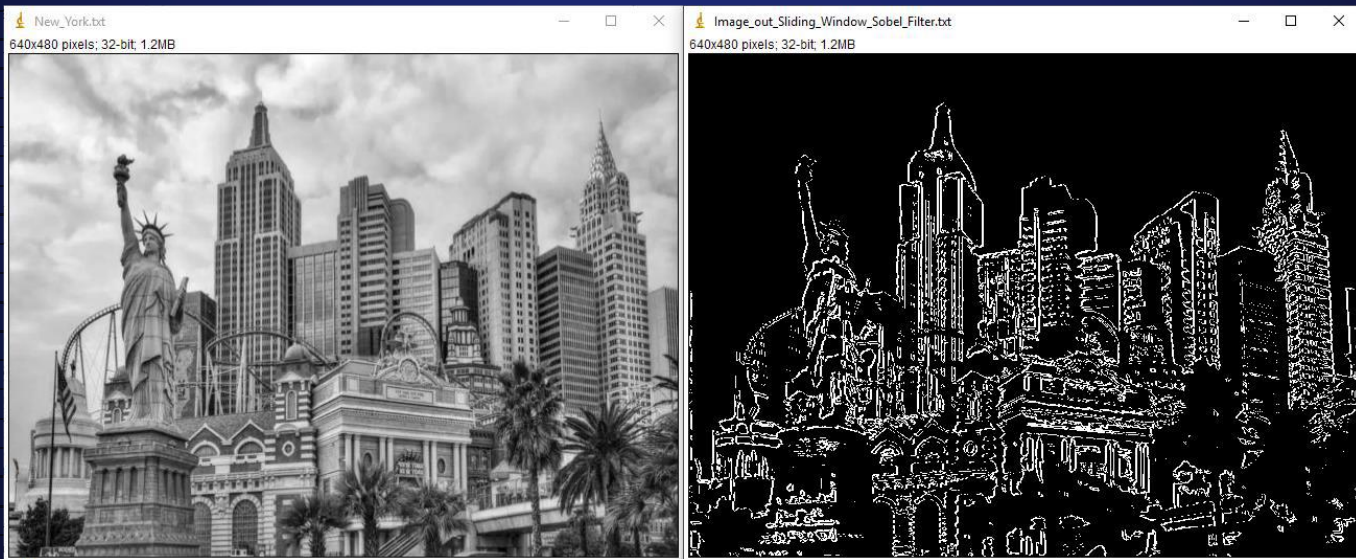 New_York.txt
640x480 pixels; 32-bit; 1.2MB
Image_out_Sliding_Window_Sobel_Filter.txt
640x480 pixels; 32-bit; 1.2MB